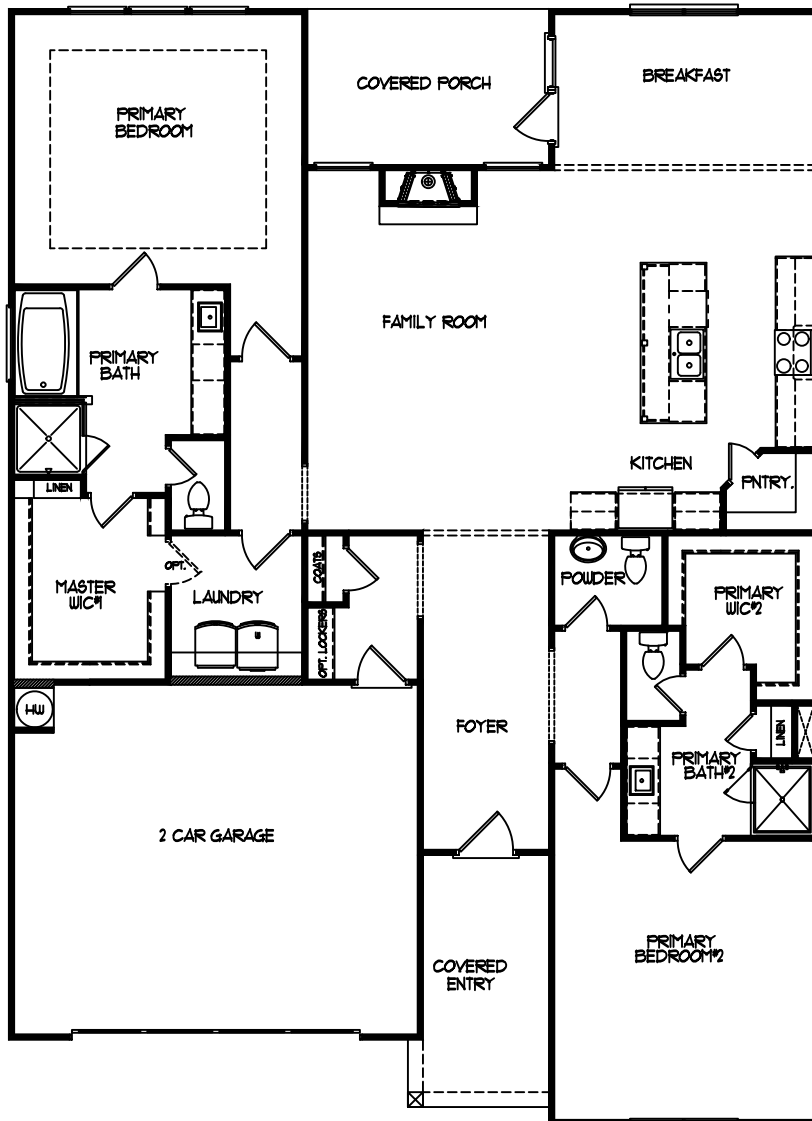 COVERED PORCH
BREAKFAST
PRIMARY
BEDROOM
FAMILY ROOM
PRIMARY
BATH
KITCHEN
PNTRY.
LINEN
OPT.
COATS
POWDER
MASTER
WIC#1
LAUNDRY
PRIMARY
WIC#2
OPT. LOCKERS
HW
FOYER
LINEN
PRIMARY
BATH#2
2 CAR GARAGE
PRIMARY
BEDROOM#2
COVERED
ENTRY